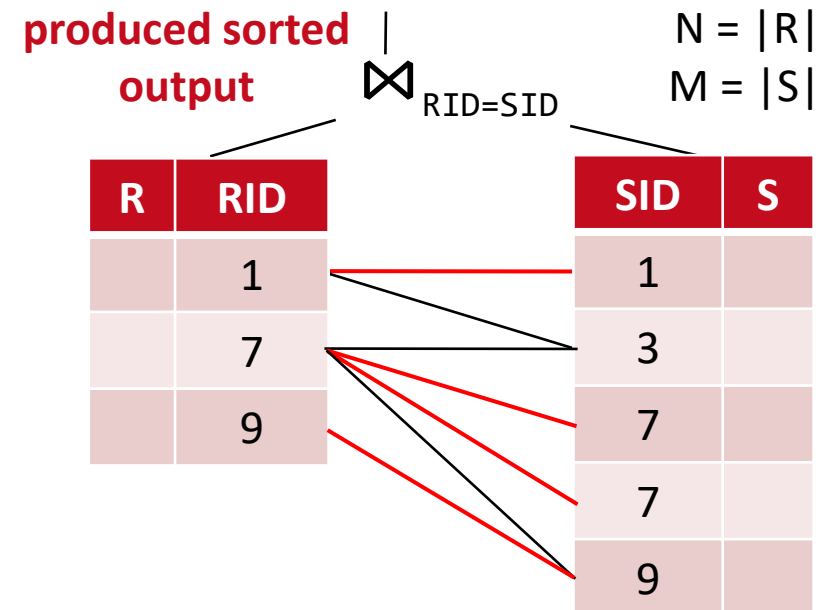 produced sorted
output
⋈ RID=SID
N = |R|
M = |S|
R RID
1
7
9
SID S
1
3
7
7
9